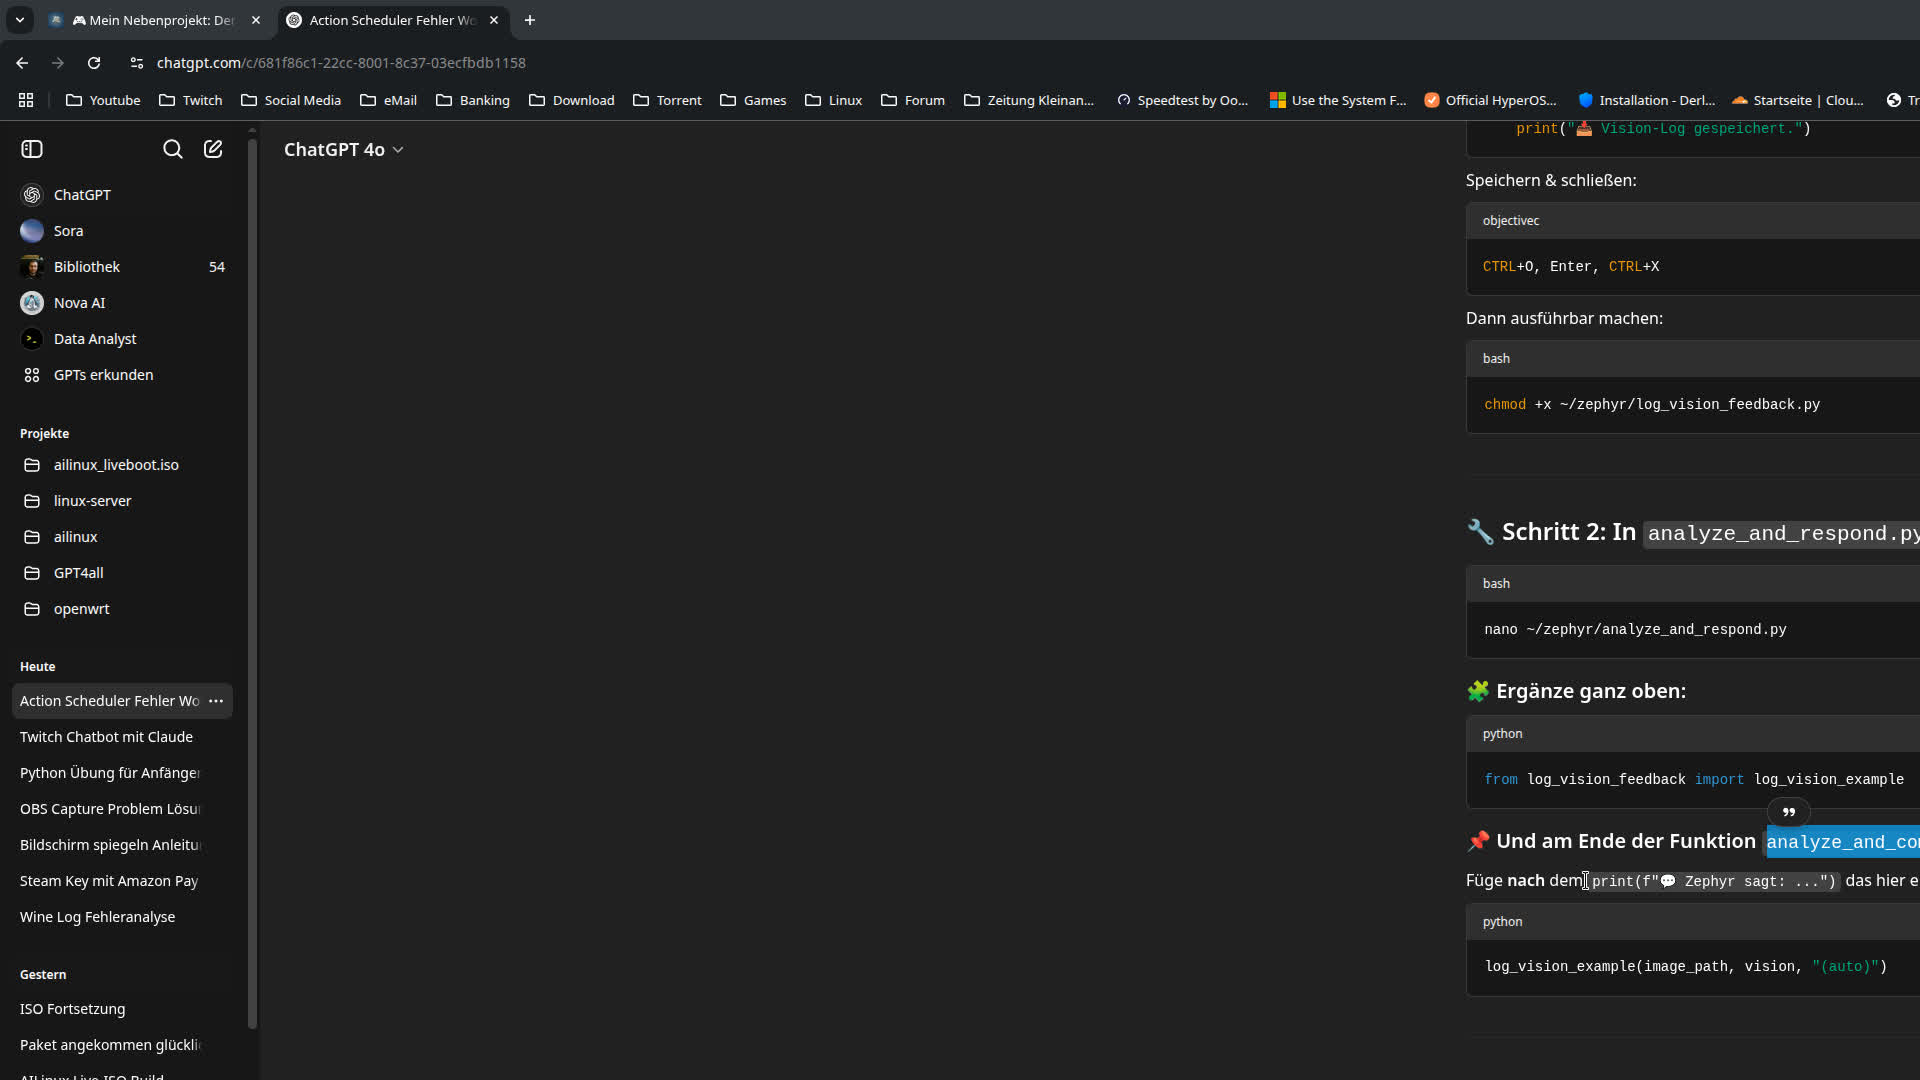 🎮 Mein Nebenprojekt: Der
Action Scheduler Fehler Wo
chatgpt.com/c/681f86c1-22cc-8001-8c37-03ecfbdb1158
Youtube
Twitch
Social Media
eMail
Banking
Download
Torrent
Games
Linux
Forum
Zeitung Kleinan...
Speedtest by Oo...
Use the System F...
Official HyperOS...
Installation - Derl...
Startseite | Clou...
Tr
ChatGPT
Sora
Bibliothek 54
Nova AI
Data Analyst
GPTs erkunden
Projekte
ailinux_liveboot.iso
linux-server
ailinux
GPT4all
openwrt
Heute
Action Scheduler Fehler Wo
Twitch Chatbot mit Claude
Python Übung für Anfänger
OBS Capture Problem Lösu
Bildschirm spiegeln Anleitu
Steam Key mit Amazon Pay
Wine Log Fehleranalyse
Gestern
ISO Fortsetzung
Paket angekommen glückli
AILinux Live ISO Build
ChatGPT 4o
print("📥 Vision-Log gespeichert.")
Speichern & schließen:
objectivec
CTRL+O, Enter, CTRL+X
Dann ausführbar machen:
bash
chmod +x ~/zephyr/log_vision_feedback.py
🔧 Schritt 2: In analyze_and_respond.py
bash
nano ~/zephyr/analyze_and_respond.py
🧩 Ergänze ganz oben:
python
from log_vision_feedback import log_vision_example
📌 Und am Ende der Funktion analyze_and_co
Füge nach dem print(f"💬 Zephyr sagt: ...") das hier e
python
log_vision_example(image_path, vision, "(auto)")